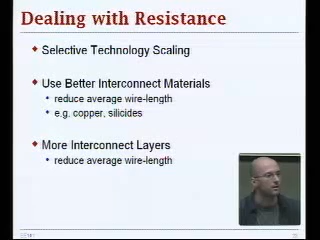 Dealing with Resistance
Selective Technology Scaling
Use Better Interconnect Materials
reduce average wire-length
e.g. copper, silicides
More Interconnect Layers
reduce average wire-length